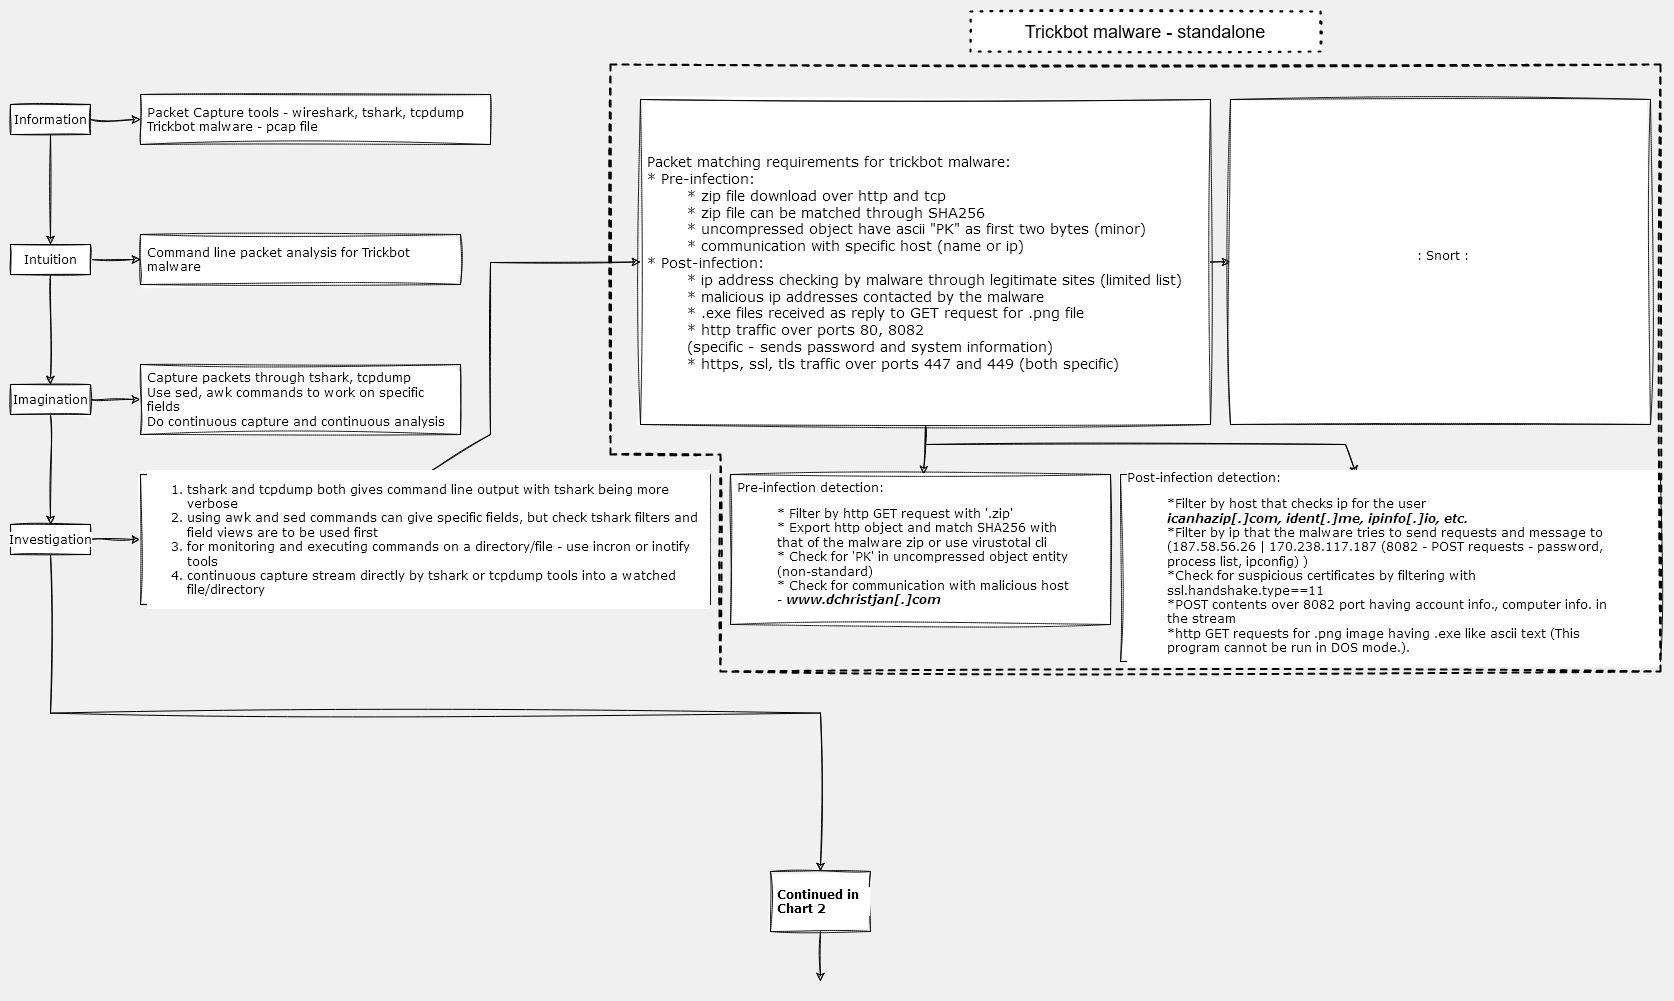 Trickbot malware - standalone
Information
Packet Capture tools - wireshark, tshark, tcpdump
Trickbot malware - pcap file
Intuition
Command line packet analysis for Trickbot
malware
Imagination
Capture packets through tshark, tcpdump
Use sed, awk commands to work on specific
fields
Do continuous capture and continuous analysis
Investigation
1. tshark and tcpdump both gives command line output with tshark being more
verbose
2. using awk and sed commands can give specific fields, but check tshark filters and
field views are to be used first
3. for monitoring and executing commands on a directory/file - use incron or inotify
tools
4. continuous capture stream directly by tshark or tcpdump tools into a watched
file/directory
Packet matching requirements for trickbot malware:
* Pre-infection:
* zip file download over http and tcp
* zip file can be matched through SHA256
* uncompressed object have ascii "PK" as first two bytes (minor)
* communication with specific host (name or ip)
* Post-infection:
* ip address checking by malware through legitimate sites (limited list)
* malicious ip addresses contacted by the malware
* .exe files received as reply to GET request for .png file
* http traffic over ports 80, 8082
(specific - sends password and system information)
* https, ssl, tls traffic over ports 447 and 449 (both specific)
: Snort :
Pre-infection detection:
* Filter by http GET request with '.zip'
* Export http object and match SHA256 with
that of the malware zip or use virustotal cli
* Check for 'PK' in uncompressed object entity
(non-standard)
* Check for communication with malicious host
- www.dchristjan[.]com
Post-infection detection:
*Filter by host that checks ip for the user
icanhazip[.]com, ident[.]me, ipinfo[.]io, etc.
*Filter by ip that the malware tries to send requests and message to
(187.58.56.26 | 170.238.117.187 (8082 - POST requests - password,
process list, ipconfig) )
*Check for suspicious certificates by filtering with
ssl.handshake.type==11
*POST contents over 8082 port having account info., computer info. in
the stream
*http GET requests for .png image having .exe like ascii text (This
program cannot be run in DOS mode.).
Continued in
Chart 2